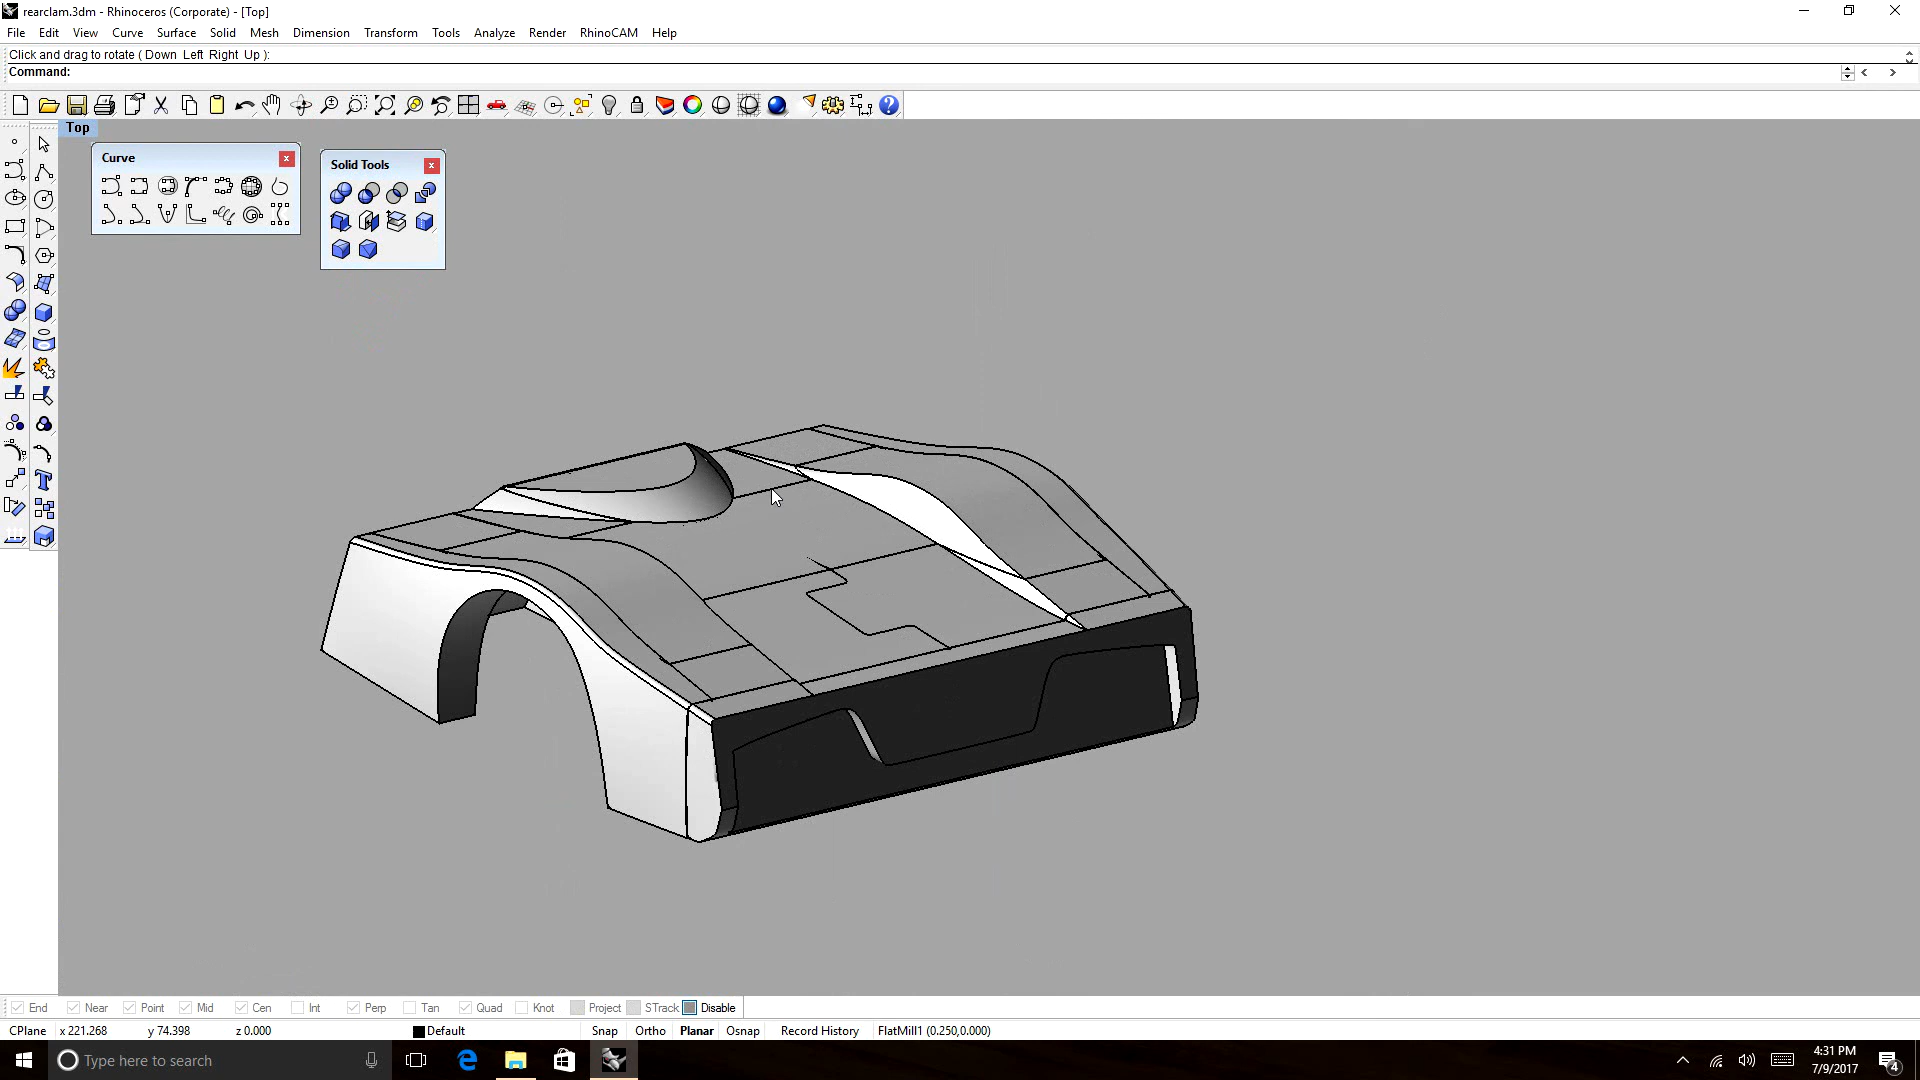 rearclam.3dm - Rhinoceros (Corporate) - [Top]
File Edit View Curve Surface Solid Mesh Dimension Transform Tools Analyze Render RhinoCAM Help
Click and drag to rotate ( Down Left Right Up ):
Command:
Top
Curve
Solid Tools
End Near Point Mid Cen Int Perp Tan Quad Knot Project STrack Disable
CPlane x 221.268 y 74.398 z 0.000 Default Snap Ortho Planar Osnap Record History FlatMill1 (0.250,0.000)
Type here to search
4:31 PM
7/9/2017
4